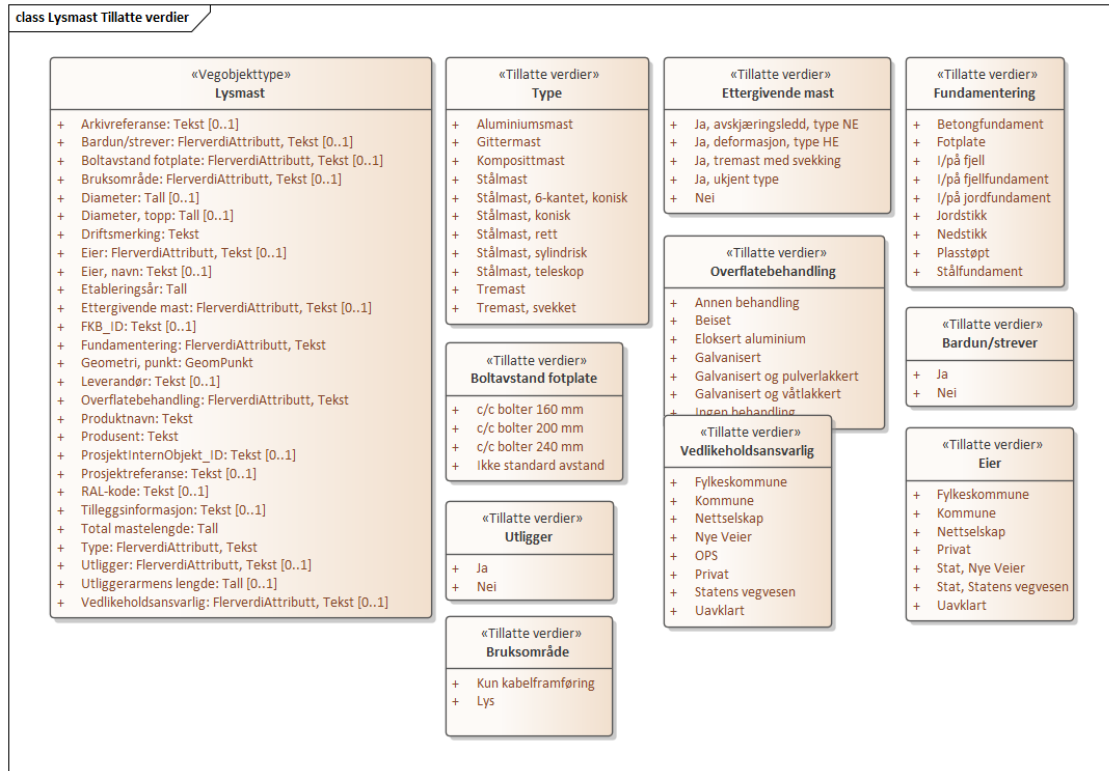 class Lysmast Tillatte verdier
«Vegobjekttype»
Lysmast
+ Arkivreferanse: Tekst [0..1]
+ Bardun/strever: FlerverdiAttributt, Tekst [0..1]
+ Boltavstand fotplate: FlerverdiAttributt, Tekst [0..1]
+ Bruksområde: FlerverdiAttributt, Tekst [0..1]
+ Diameter: Tall [0..1]
+ Diameter, topp: Tall [0..1]
+ Driftsmerking: Tekst
+ Eier: FlerverdiAttributt, Tekst [0..1]
+ Eier, navn: Tekst [0..1]
+ Etableringsår: Tall
+ Ettergivende mast: FlerverdiAttributt, Tekst [0..1]
+ FKB_ID: Tekst [0..1]
+ Fundamentering: FlerverdiAttributt, Tekst
+ Geometri, punkt: GeomPunkt
+ Leverandør: Tekst [0..1]
+ Overflatebehandling: FlerverdiAttributt, Tekst
+ Produktnavn: Tekst
+ Produsent: Tekst
+ ProsjektInternObjekt_ID: Tekst [0..1]
+ Prosjektreferanse: Tekst [0..1]
+ RAL-kode: Tekst [0..1]
+ Tilleggsinformasjon: Tekst [0..1]
+ Total mastelengde: Tall
+ Type: FlerverdiAttributt, Tekst
+ Utligger: FlerverdiAttributt, Tekst [0..1]
+ Utliggerarmens lengde: Tall [0..1]
+ Vedlikeholdsansvarlig: FlerverdiAttributt, Tekst [0..1]
«Tillatte verdier»
Type
+ Aluminiumsmast
+ Gittermast
+ Komposittmast
+ Stålmast
+ Stålmast, 6-kantet, konisk
+ Stålmast, konisk
+ Stålmast, rett
+ Stålmast, sylindrisk
+ Stålmast, teleskop
+ Tremast
+ Tremast, svekket
«Tillatte verdier»
Boltavstand fotplate
+ c/c bolter 160 mm
+ c/c bolter 200 mm
+ c/c bolter 240 mm
+ Ikke standard avstand
«Tillatte verdier»
Utligger
+ Ja
+ Nei
«Tillatte verdier»
Bruksområde
+ Kun kabelframføring
+ Lys
«Tillatte verdier»
Ettergivende mast
+ Ja, avskjæringsledd, type NE
+ Ja, deformasjon, type HE
+ Ja, tremast med svekking
+ Ja, ukjent type
+ Nei
«Tillatte verdier»
Overflatebehandling
+ Annen behandling
+ Beiset
+ Eloksert aluminium
+ Galvanisert
+ Galvanisert og pulverlakkert
+ Galvanisert og våtlakkert
+ Ingen behandling
«Tillatte verdier»
Vedlikeholdsansvarlig
+ Fylkeskommune
+ Kommune
+ Nettselskap
+ Nye Veier
+ OPS
+ Privat
+ Statens vegvesen
+ Uavklart
«Tillatte verdier»
Fundamentering
+ Betongfundament
+ Fotplate
+ I/på fjell
+ I/på fjellfundament
+ I/på jordfundament
+ Jordstikk
+ Nedstikk
+ Plasstøpt
+ Stålfundament
«Tillatte verdier»
Bardun/strever
+ Ja
+ Nei
«Tillatte verdier»
Eier
+ Fylkeskommune
+ Kommune
+ Nettselskap
+ Privat
+ Stat, Nye Veier
+ Stat, Statens vegvesen
+ Uavklart